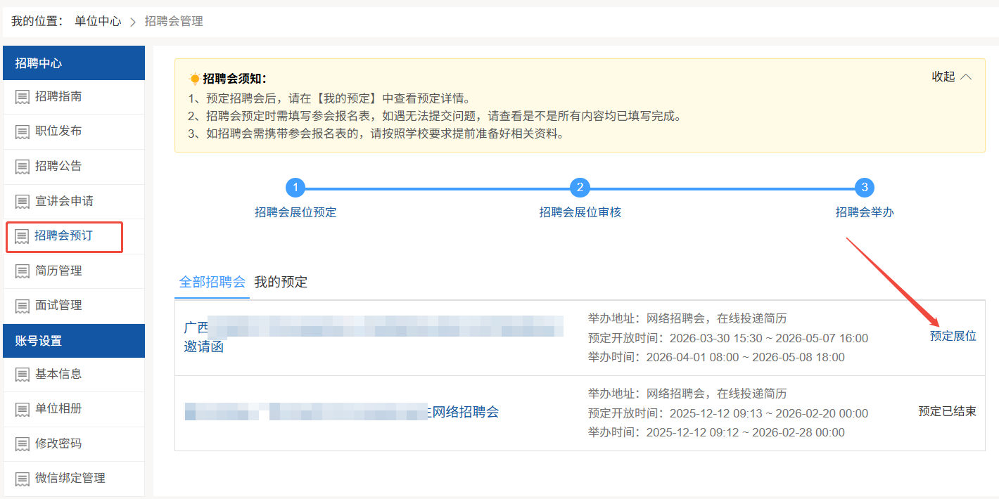 我的位置： 单位中心 > 招聘会管理
招聘中心
招聘指南
职位发布
招聘公告
宣讲会申请
招聘会预订
简历管理
面试管理
账号设置
基本信息
单位相册
修改密码
微信绑定管理
招聘会须知：
收起
1、预定招聘会后，请在【我的预定】中查看预定详情。
2、招聘会预定时需填写参会报名表，如遇无法提交问题，请查看是不是所有内容均已填写完成。
3、如招聘会需携带参会报名表的，请按照学校要求提前准备好相关资料。
1
2
3
招聘会展位预定
招聘会展位审核
招聘会举办
全部招聘会 我的预定
广西
邀请函
举办地址：网络招聘会，在线投递简历
预定开放时间：2026-03-30 15:30 ~ 2026-05-07 16:00
举办时间：2026-04-01 08:00 ~ 2026-05-08 18:00
预定展位
网络招聘会
举办地址：网络招聘会，在线投递简历
预定开放时间：2025-12-12 09:13 ~ 2026-02-20 00:00
举办时间：2025-12-12 09:12 ~ 2026-02-28 00:00
预定已结束